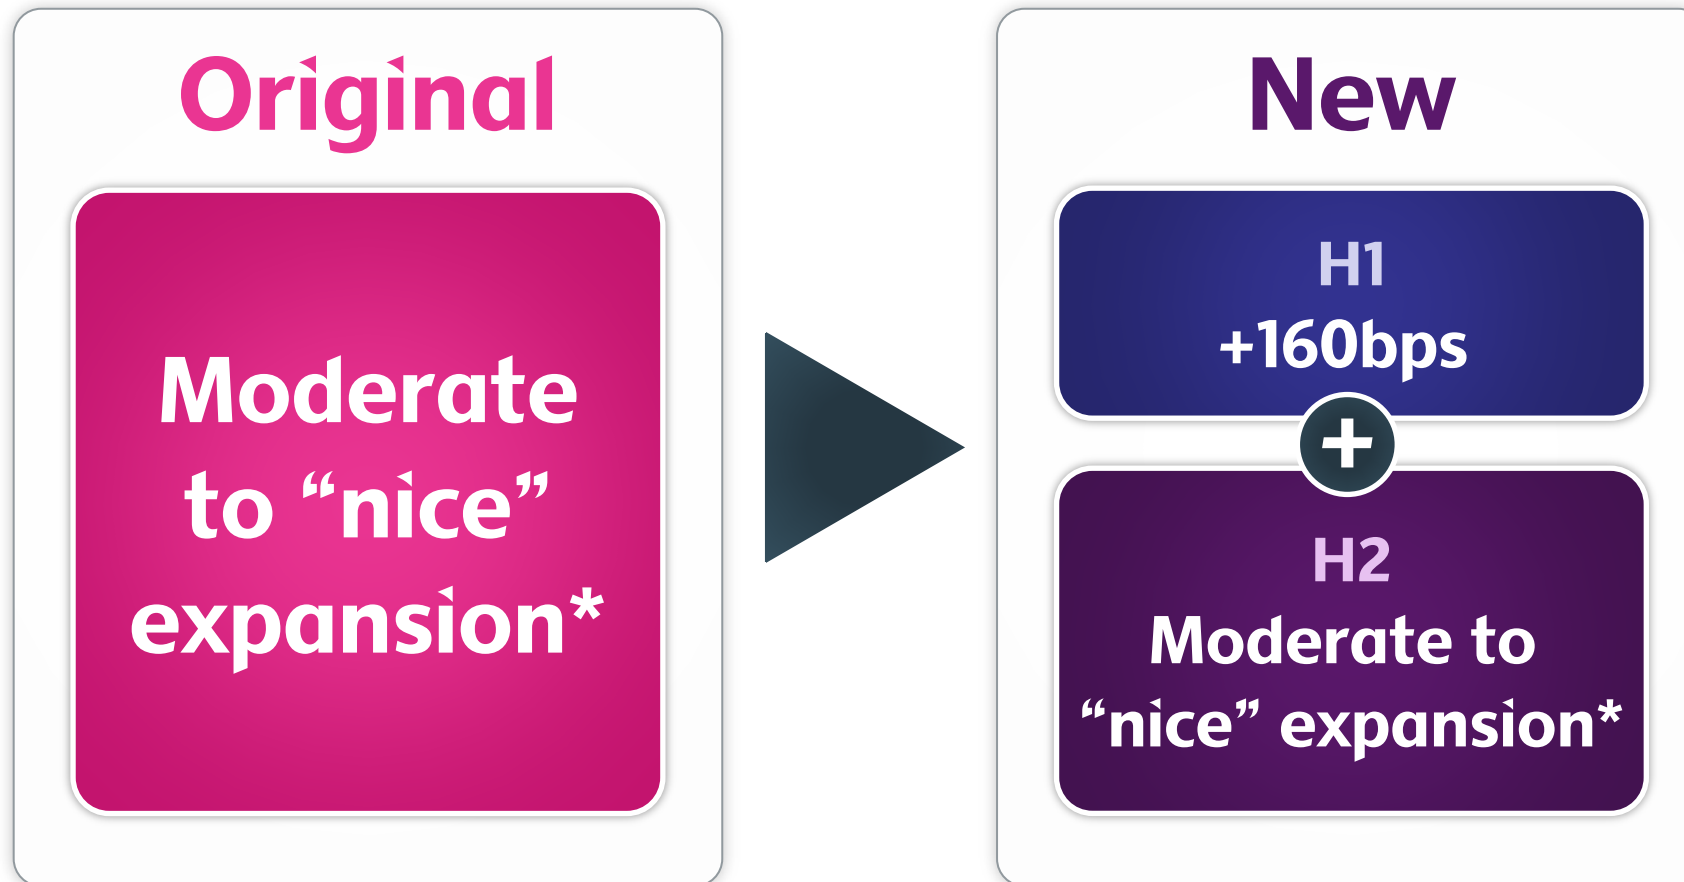 Original
Moderate
to “nice”
expansion*
New
H1
+160bps
+
H2
Moderate to
“nice” expansion*